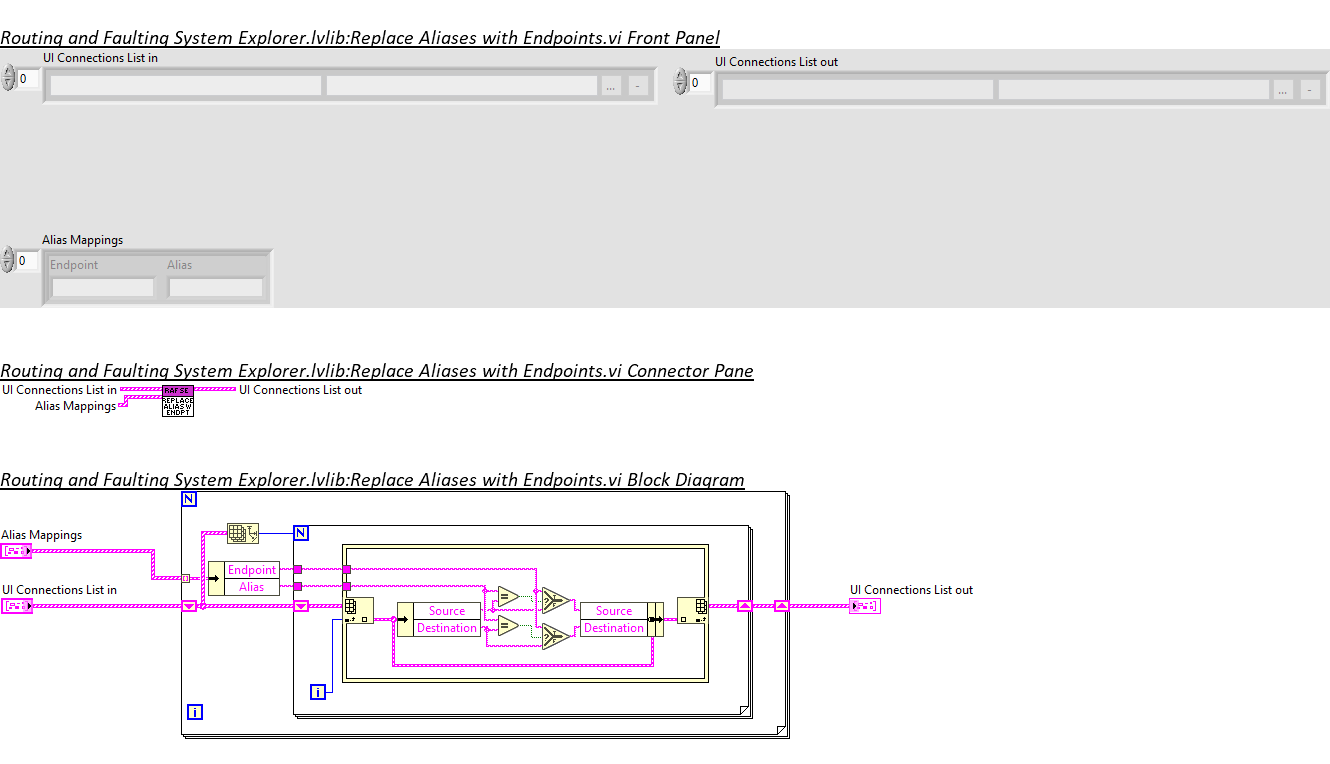 Routing and Faulting System Explorer.lvlib:Replace Aliases with Endpoints.vi Front Panel
UI Connections List in
UI Connections List out
0
0
... -
... -
Alias Mappings
0
Endpoint Alias
Routing and Faulting System Explorer.lvlib:Replace Aliases with Endpoints.vi Connector Pane
UI Connections List in
UI Connections List out
Alias Mappings
RAFSE
REPLACE
ALIAS W
ENDPT
Routing and Faulting System Explorer.lvlib:Replace Aliases with Endpoints.vi Block Diagram
N
N
Alias Mappings
Endpoint
Alias
UI Connections List in
UI Connections List out
= ? T F
Source
Source
Destination
Destination
= ? T F
i
i